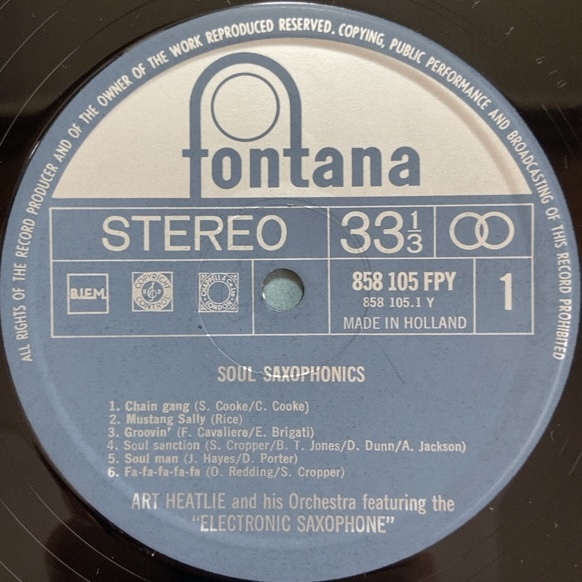 ALL RIGHTS OF THE RECORD PRODUCER AND OF THE OWNER OF THE WORK REPRODUCED RESERVED. COPYING, PUBLIC PERFORMANCE AND BROADCASTING OF THIS RECORD PROHIBITED
fontana
STEREO 33 1/3
B.I.E.M. COPYRIGHT CONTROL 858 105 FPY 1
858 105.1 Y
MADE IN HOLLAND
SOUL SAXOPHONICS
1. Chain gang (S. Cooke/C. Cooke)
2. Mustang Sally (Rice)
3. Groovin' (F. Cavaliere/E. Brigati)
4. Soul sanction (S. Cropper/B. T. Jones/D. Dunn/A. Jackson)
5. Soul man (J. Hayes/D. Porter)
6. Fa-fa-fa-fa-fa (O. Redding/S. Cropper)
ART HEATLIE and his Orchestra featuring the
"ELECTRONIC SAXOPHONE"